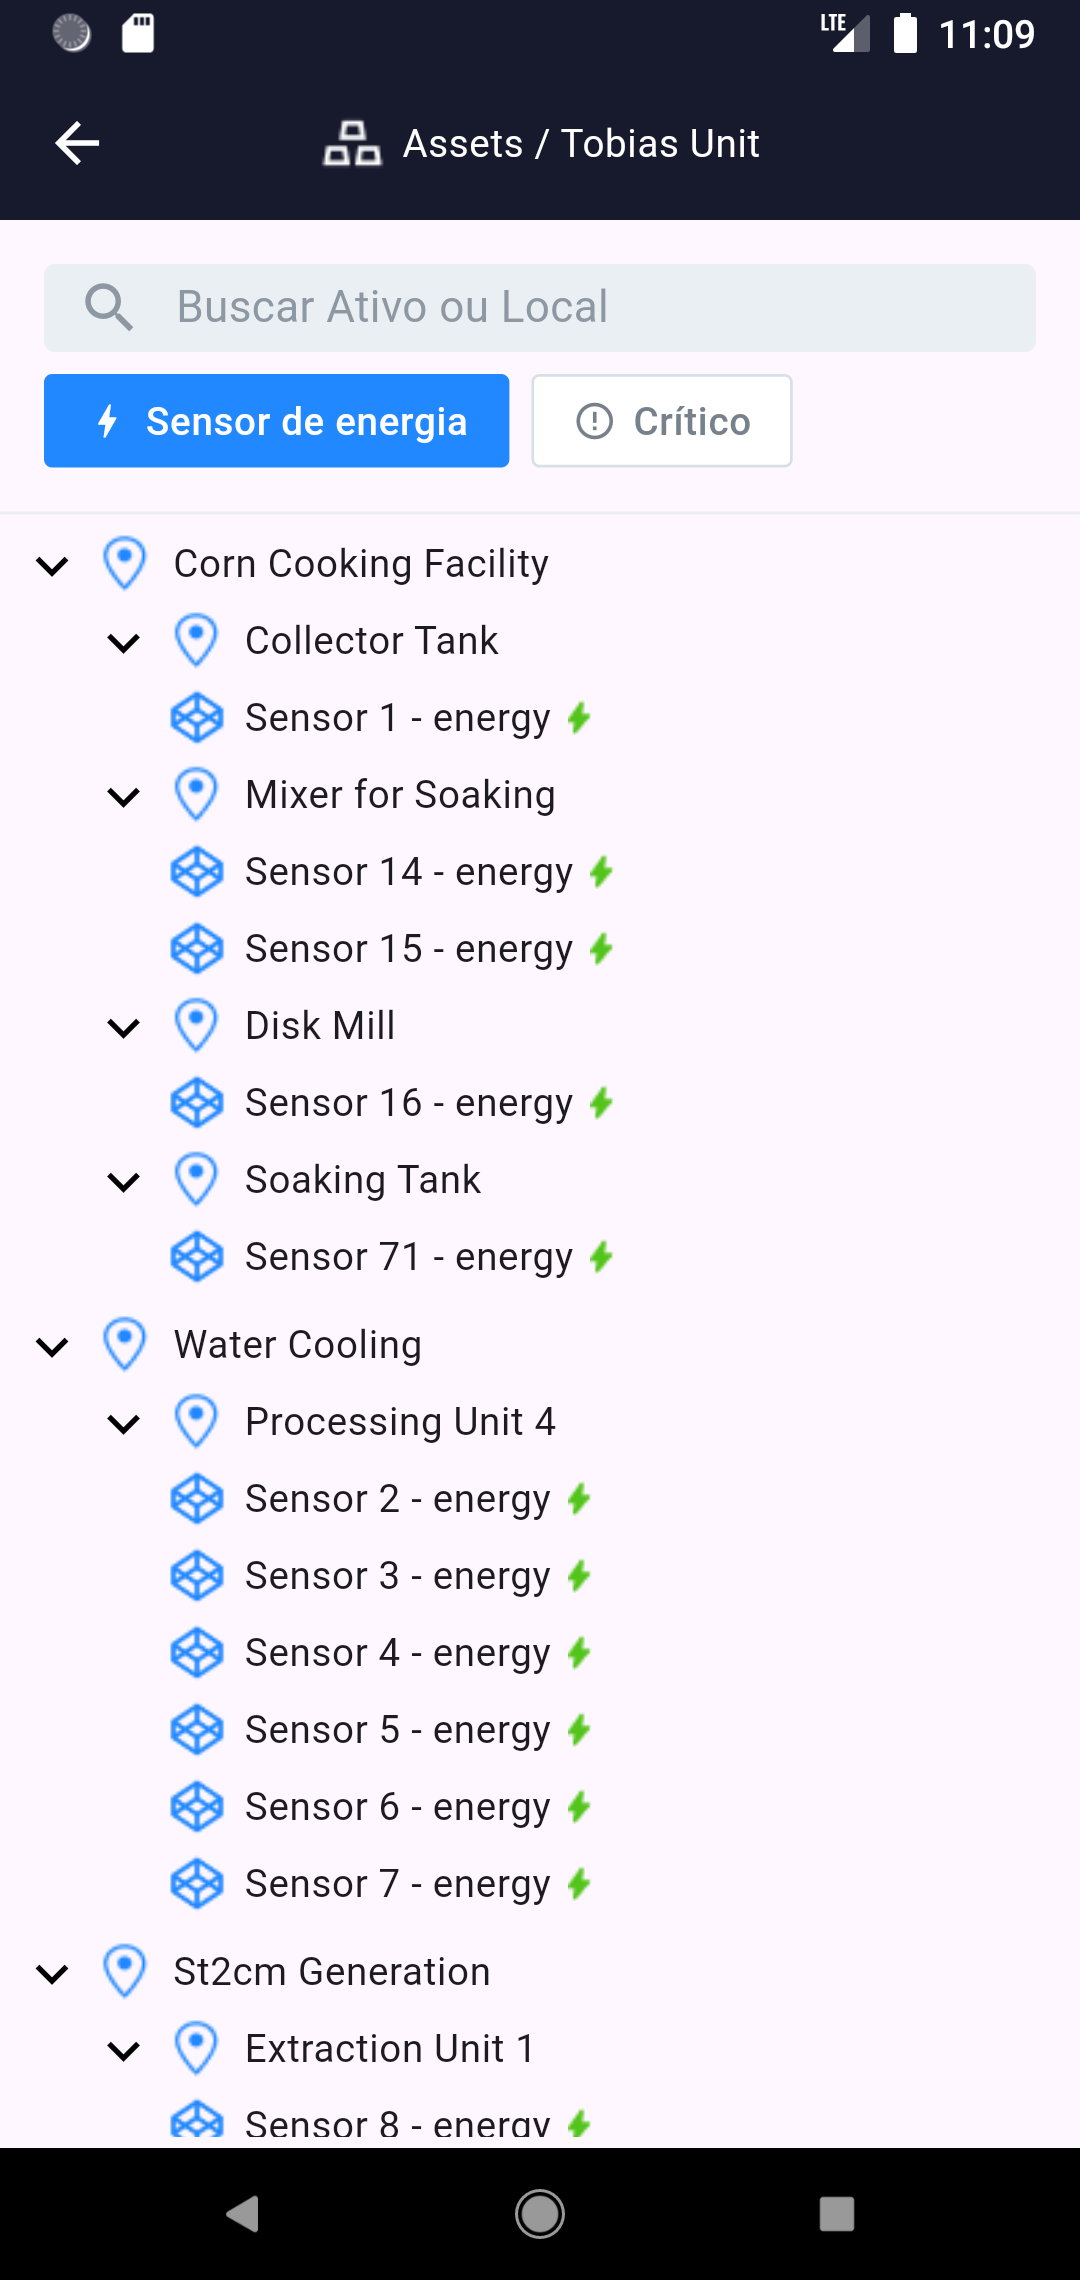 LTE 11:09
Assets / Tobias Unit
Buscar Ativo ou Local
Sensor de energia Crítico
Corn Cooking Facility
Collector Tank
Sensor 1 - energy
Mixer for Soaking
Sensor 14 - energy
Sensor 15 - energy
Disk Mill
Sensor 16 - energy
Soaking Tank
Sensor 71 - energy
Water Cooling
Processing Unit 4
Sensor 2 - energy
Sensor 3 - energy
Sensor 4 - energy
Sensor 5 - energy
Sensor 6 - energy
Sensor 7 - energy
St2cm Generation
Extraction Unit 1
Sensor 8 - energy